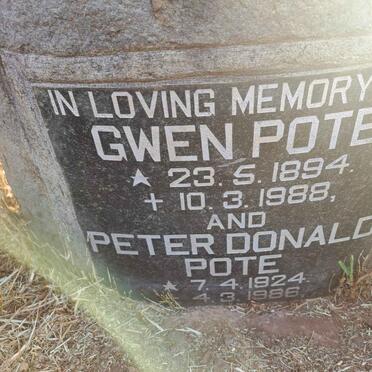 IN LOVING MEMORY
GWEN POTE
★ 23.5.1894.
✝ 10.3.1988,
AND
PETER DONALD
POTE
★ 7.4.1924
4.3.1986.